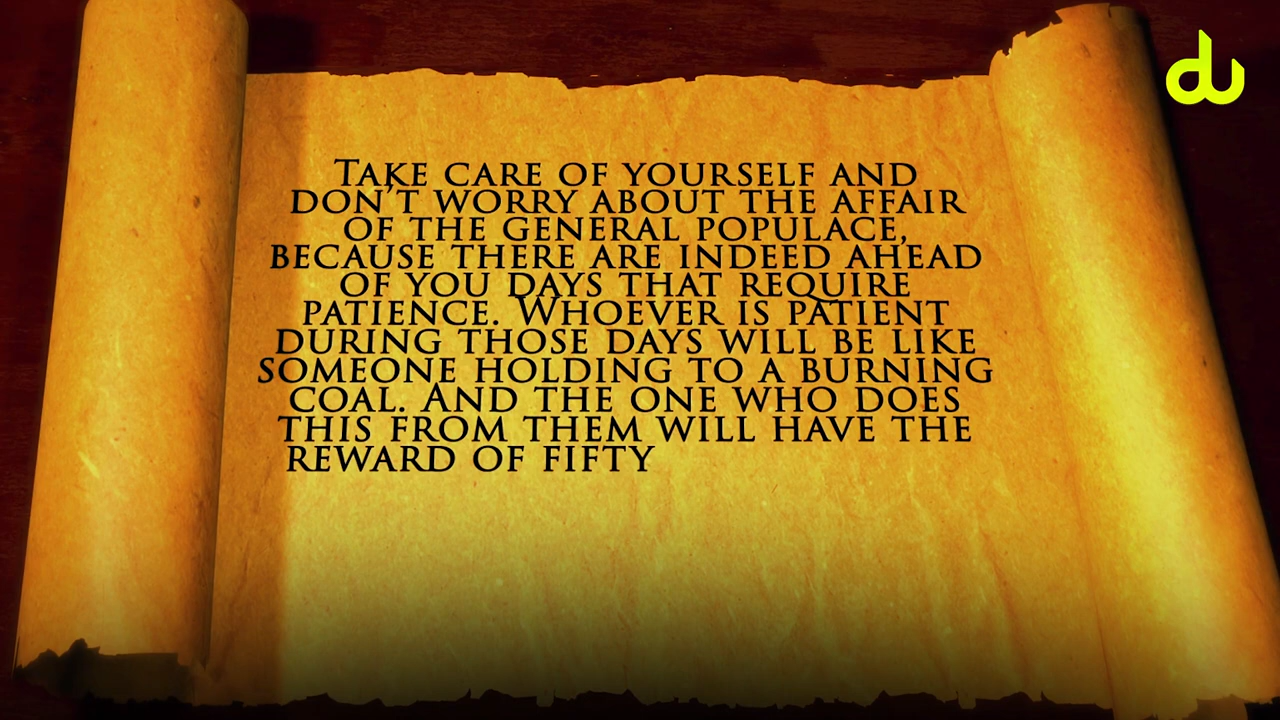 Take care of yourself and
don't worry about the affair
of the general populace,
because there are indeed ahead
of you days that require
patience. Whoever is patient
during those days will be like
someone holding to a burning
coal. And the one who does
this from them will have the
reward of fifty
du